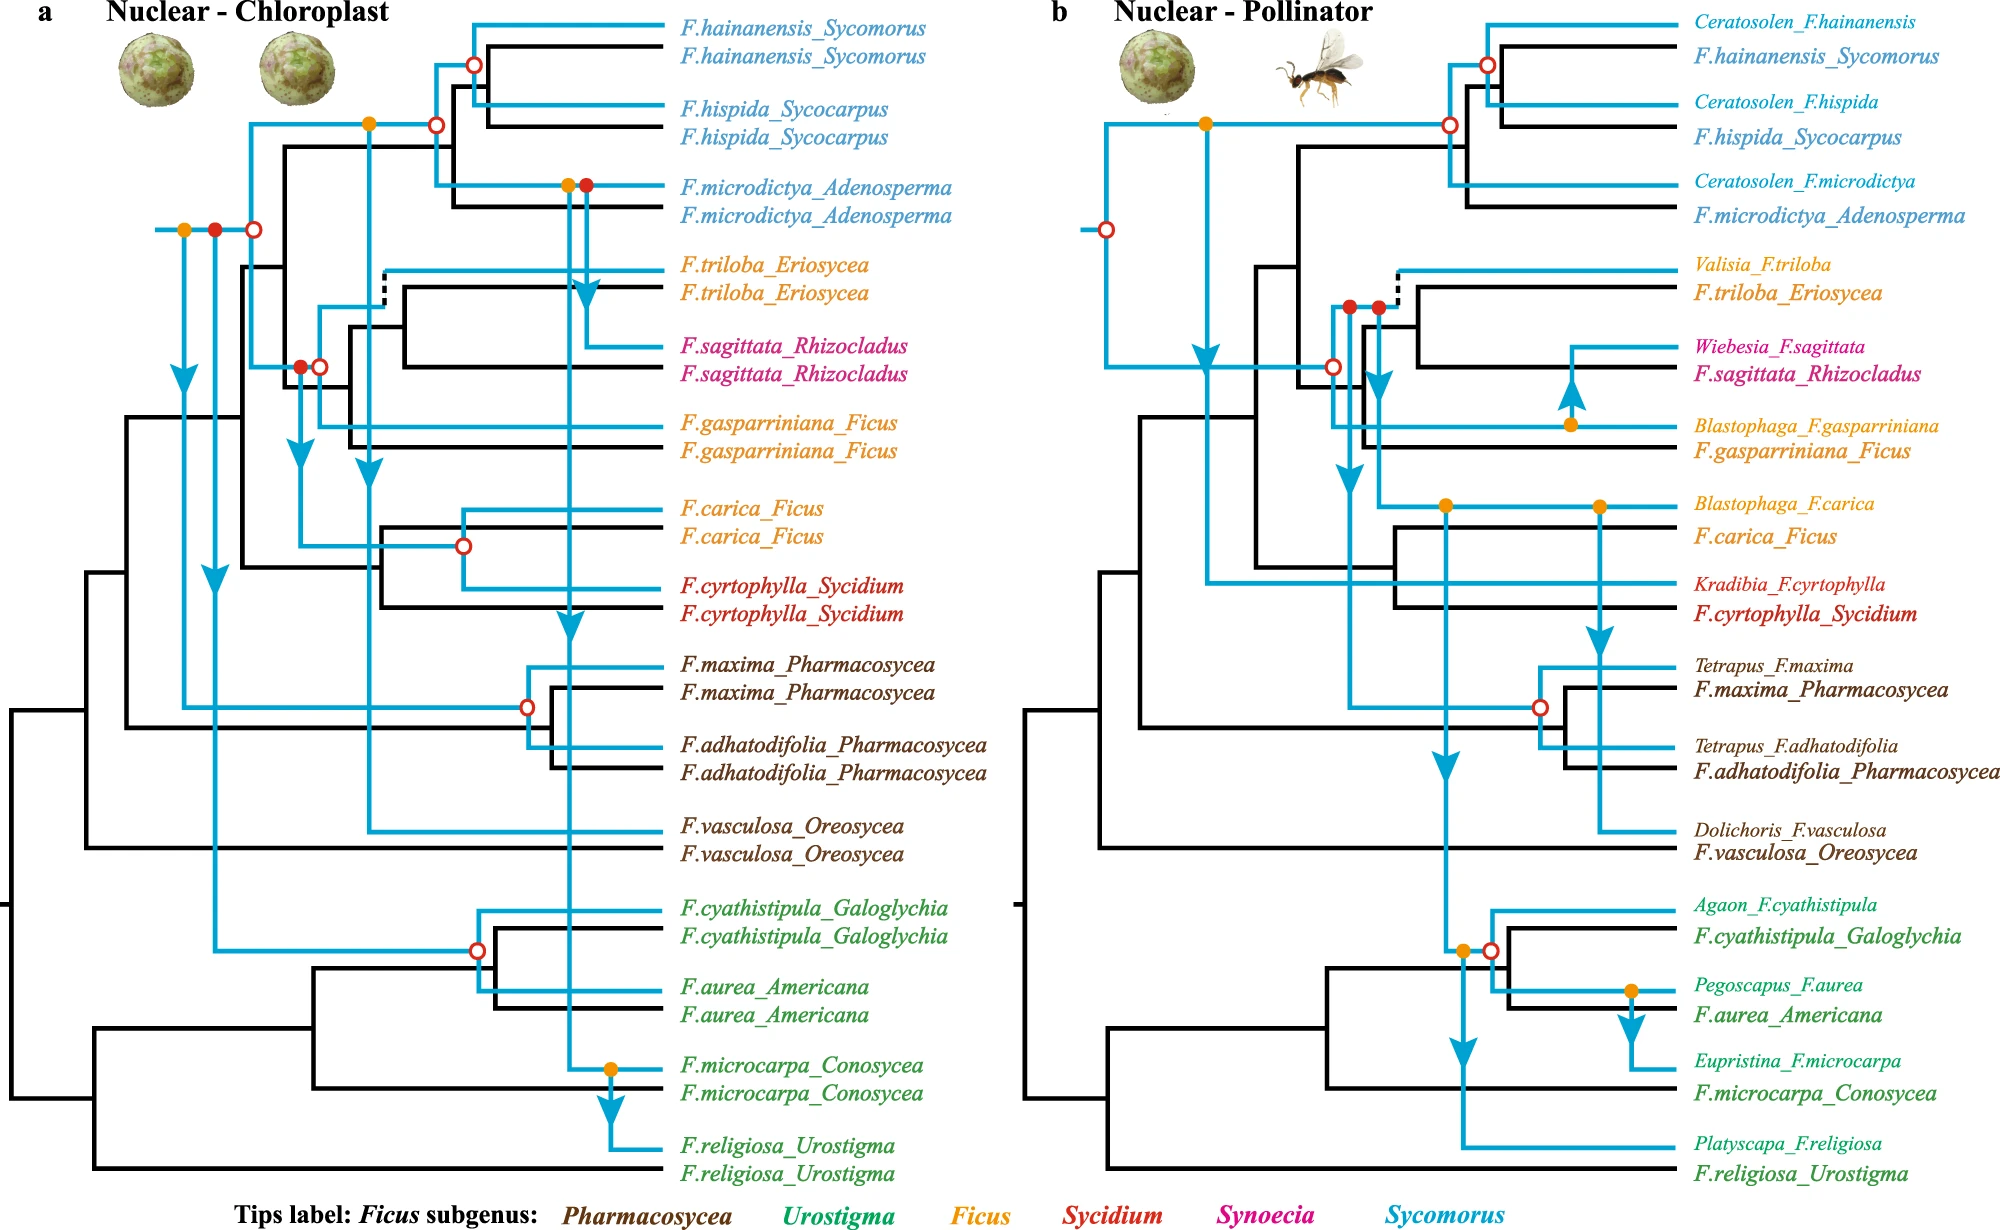 a Nuclear - Chloroplast
F.hainanensis_Sycomorus
F.hainanensis_Sycomorus
F.hispida_Sycocarpus
F.hispida_Sycocarpus
F.microdictya_Adenosperma
F.microdictya_Adenosperma
F.triloba_Eriosycea
F.triloba_Eriosycea
F.sagittata_Rhizocladus
F.sagittata_Rhizocladus
F.gasparriniana_Ficus
F.gasparriniana_Ficus
F.carica_Ficus
F.carica_Ficus
F.cyrtophylla_Sycidium
F.cyrtophylla_Sycidium
F.maxima_Pharmacosycea
F.maxima_Pharmacosycea
F.adhatodifolia_Pharmacosycea
F.adhatodifolia_Pharmacosycea
F.vasculosa_Oreosycea
F.vasculosa_Oreosycea
F.cyathistipula_Galoglychia
F.cyathistipula_Galoglychia
F.aurea_Americana
F.aurea_Americana
F.microcarpa_Conosycea
F.microcarpa_Conosycea
F.religiosa_Urostigma
F.religiosa_Urostigma
b Nuclear - Pollinator
Ceratosolen_F.hainanensis
F.hainanensis_Sycomorus
Ceratosolen_F.hispida
F.hispida_Sycocarpus
Ceratosolen_F.microdictya
F.microdictya_Adenosperma
Valisia_F.triloba
F.triloba_Eriosycea
Wiebesia_F.sagittata
F.sagittata_Rhizocladus
Blastophaga_F.gasparriniana
F.gasparriniana_Ficus
Blastophaga_F.carica
F.carica_Ficus
Kradibia_F.cyrtophylla
F.cyrtophylla_Sycidium
Tetrapus_F.maxima
F.maxima_Pharmacosycea
Tetrapus_F.adhatodifolia
F.adhatodifolia_Pharmacosycea
Dolichoris_F.vasculosa
F.vasculosa_Oreosycea
Agaon_F.cyathistipula
F.cyathistipula_Galoglychia
Pegoscapus_F.aurea
F.aurea_Americana
Eupristina_F.microcarpa
F.microcarpa_Conosycea
Platyscapa_F.religiosa
F.religiosa_Urostigma
Tips label: Ficus subgenus: Pharmacosycea Urostigma Ficus Sycidium Synoecia Sycomorus